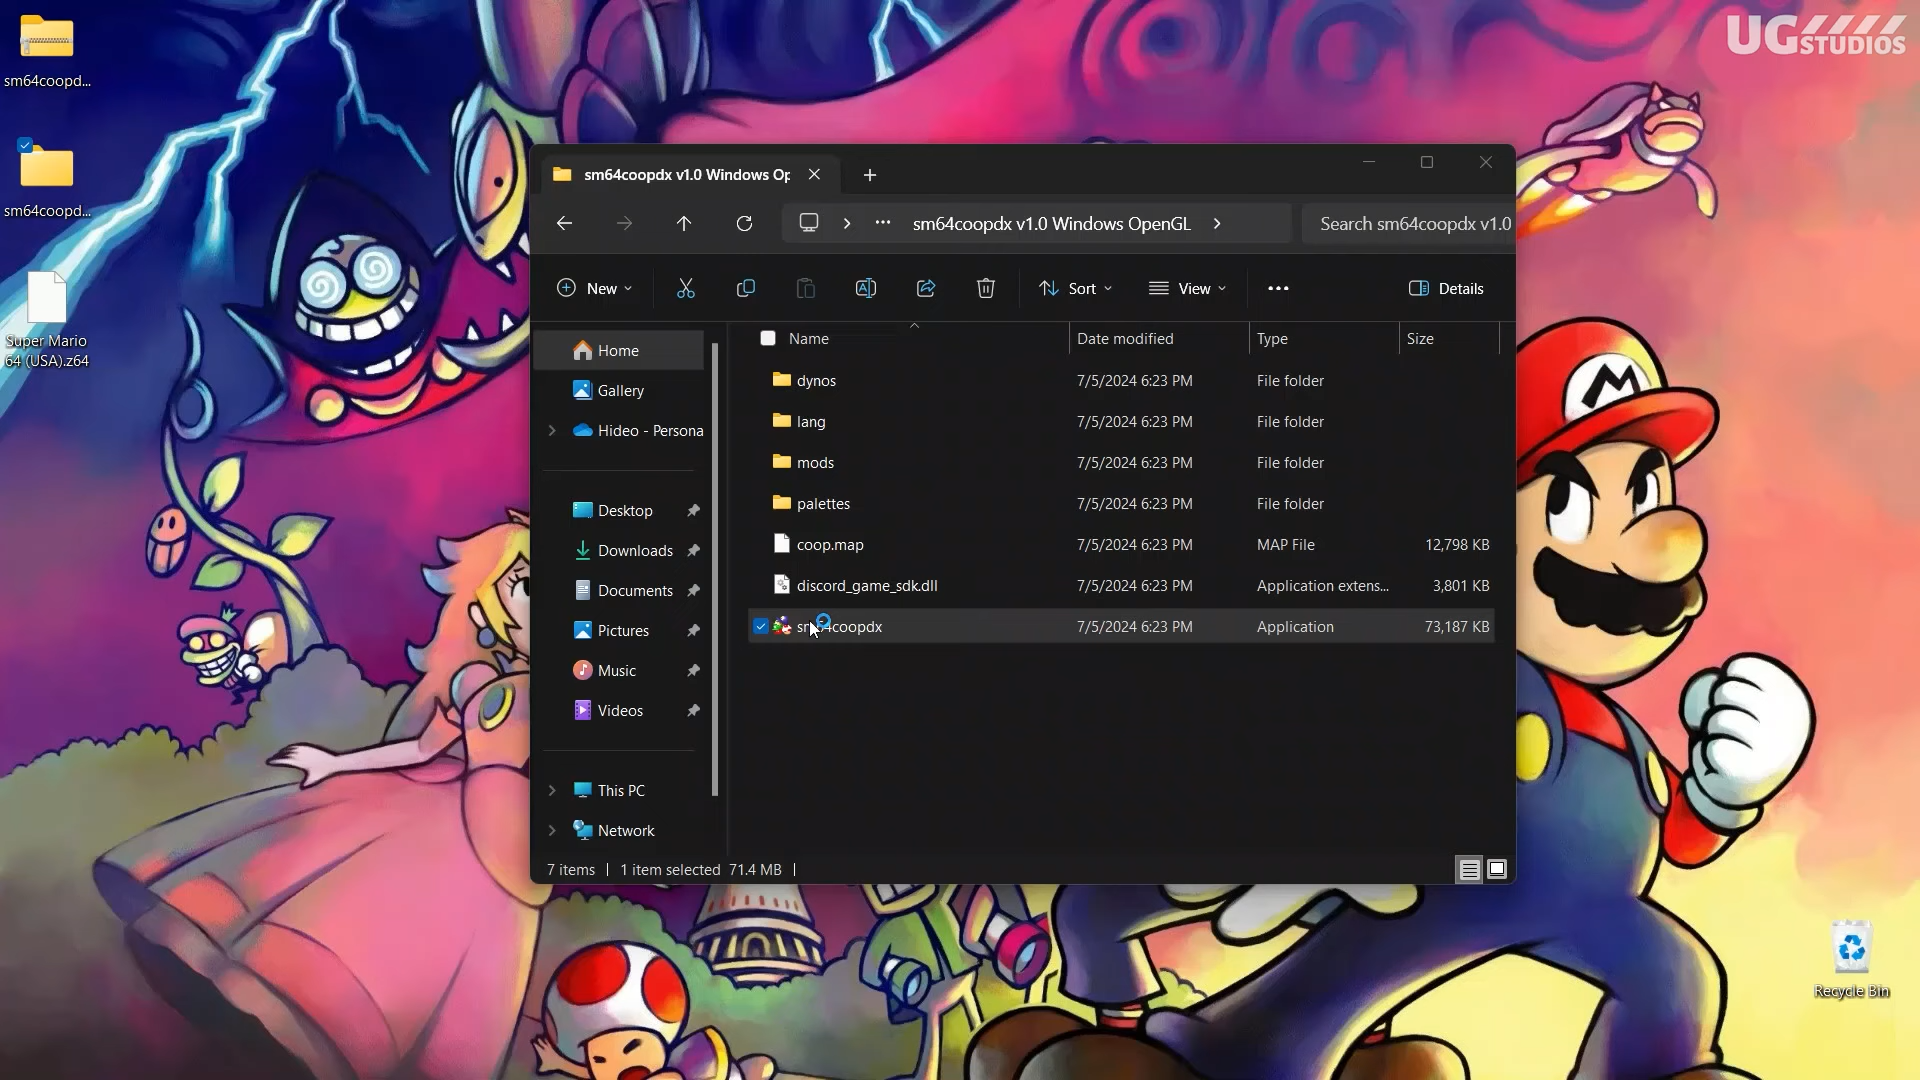 UG STUDIOS
sm64coopd...
sm64coopd...
Super Mario
64 (USA).z64
sm64coopdx v1.0 Windows Op
sm64coopdx v1.0 Windows OpenGL
Search sm64coopdx v1.0
New
Sort
View
Details
Home
Gallery
Hideo - Persona
Desktop
Downloads
Documents
Pictures
Music
Videos
This PC
Network
Name Date modified Type Size
dynos 7/5/2024 6:23 PM File folder
lang 7/5/2024 6:23 PM File folder
mods 7/5/2024 6:23 PM File folder
palettes 7/5/2024 6:23 PM File folder
coop.map 7/5/2024 6:23 PM MAP File 12,798 KB
discord_game_sdk.dll 7/5/2024 6:23 PM Application extens... 3,801 KB
sm64coopdx 7/5/2024 6:23 PM Application 73,187 KB
7 items 1 item selected 71.4 MB
M
Recycle Bin